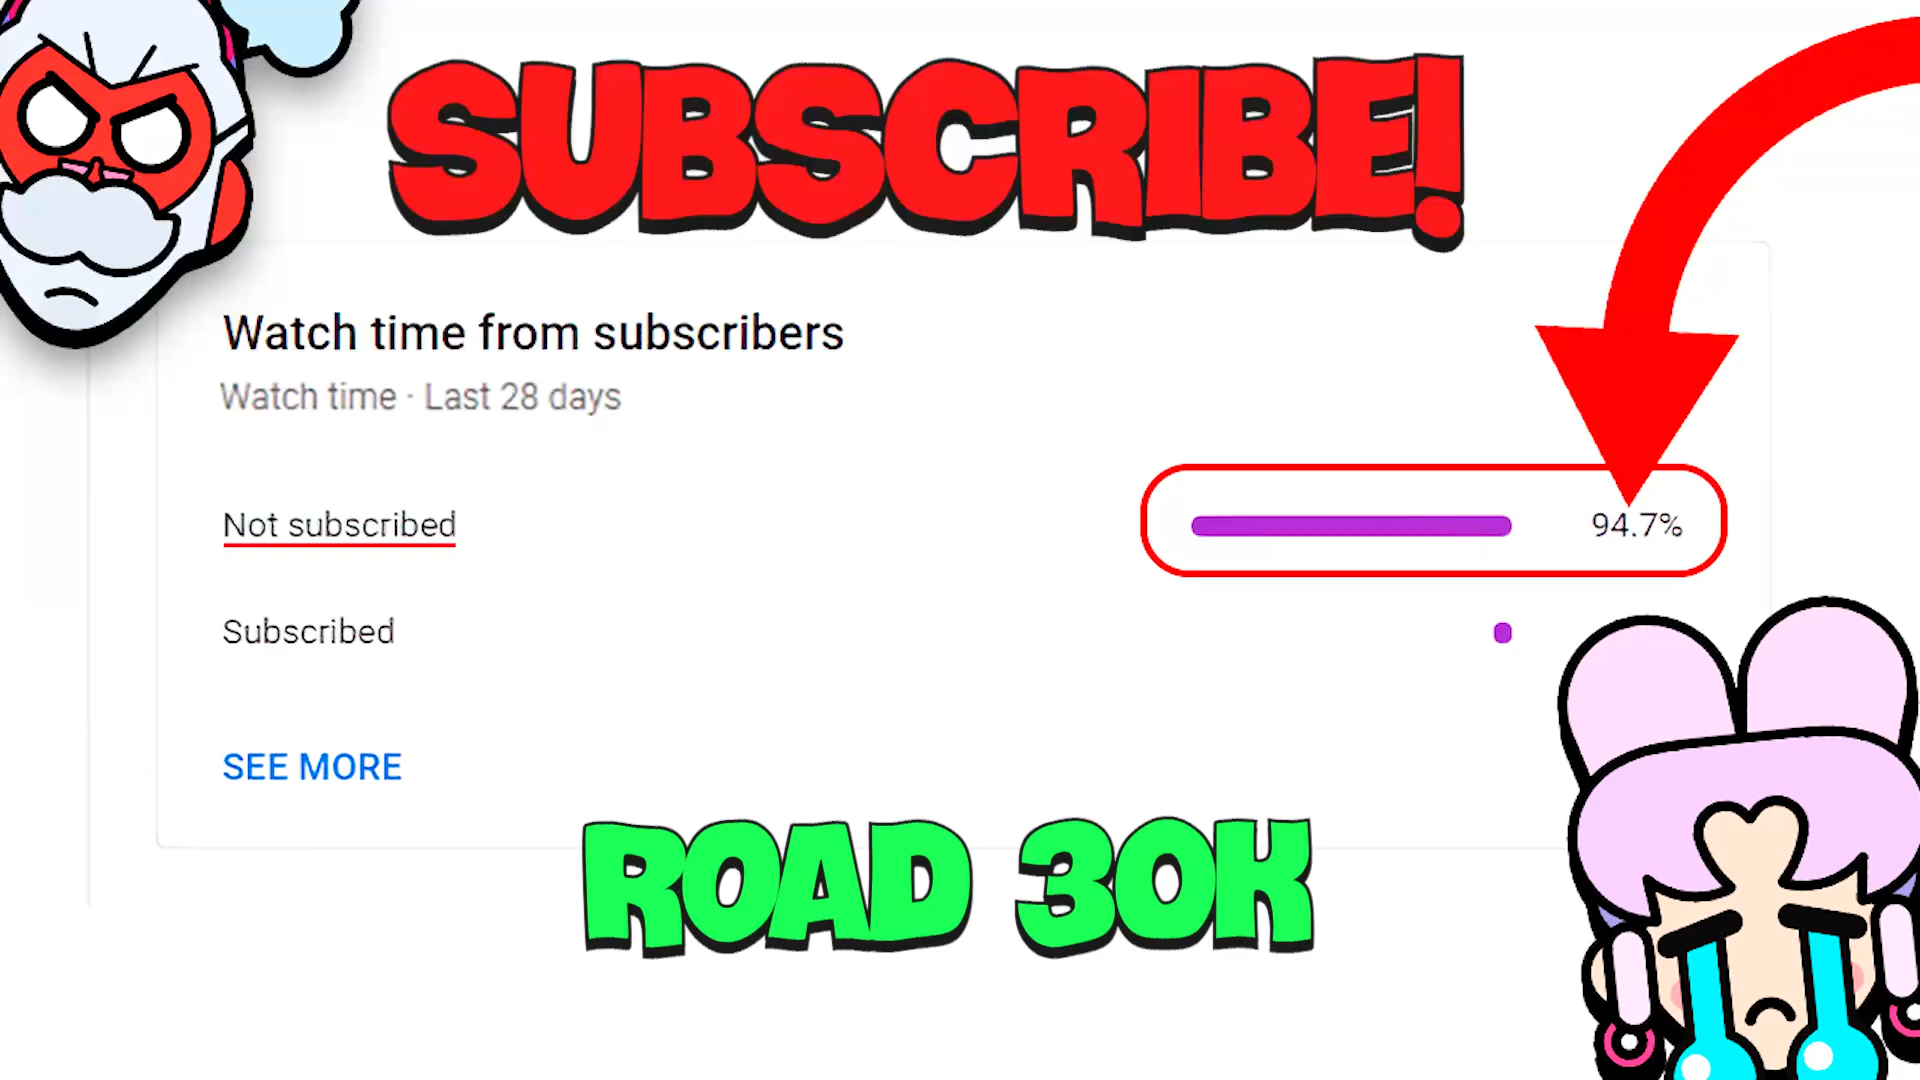 SUBSCRIBE!
Watch time from subscribers
Watch time · Last 28 days
Not subscribed 94.7%
Subscribed
SEE MORE
ROAD 30K